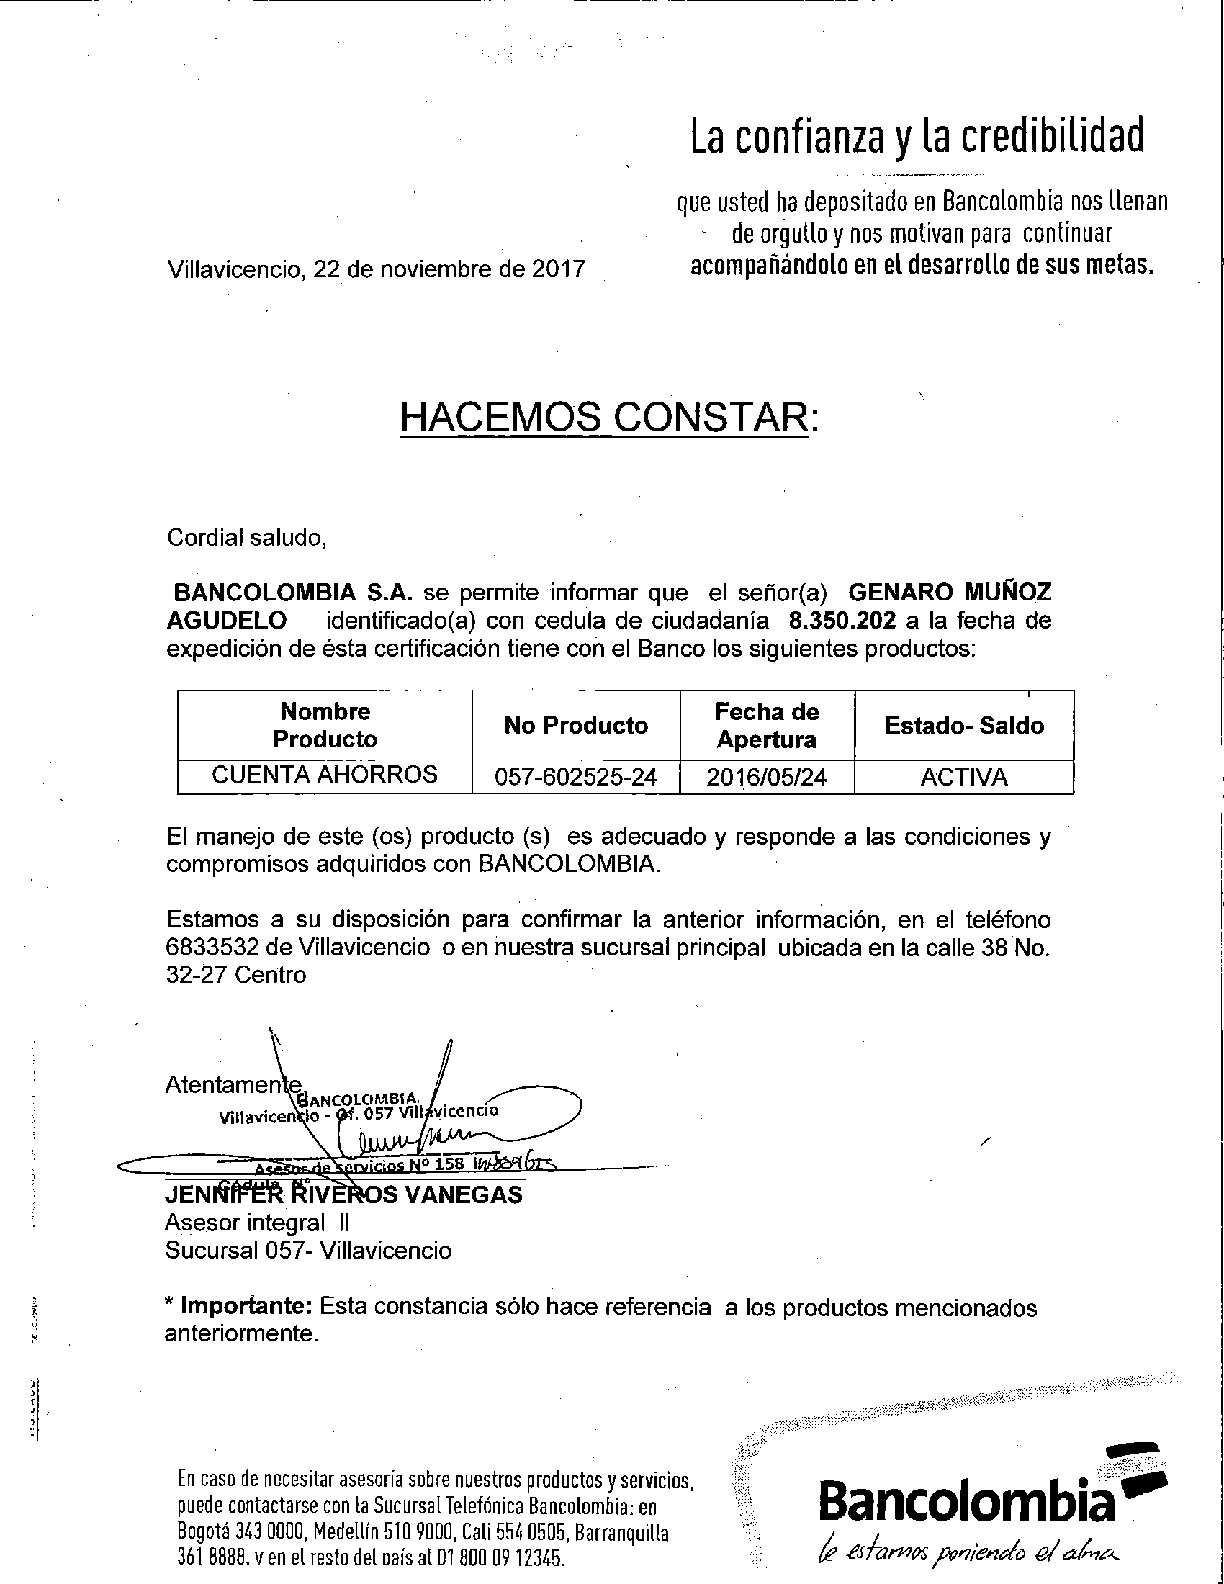 La confianza y la credibilidad
que usted ha depositado en Bancolombia nos llenan
de orgullo y nos motivan para continuar
acompañándolo en el desarrollo de sus metas.
Villavicencio, 22 de noviembre de 2017
HACEMOS CONSTAR:
Cordial saludo,
BANCOLOMBIA S.A. se permite informar que el señor(a) GENARO MUÑOZ
AGUDELO identificado(a) con cedula de ciudadanía 8.350.202 a la fecha de
expedición de ésta certificación tiene con el Banco los siguientes productos:
Nombre Producto No Producto Fecha de Apertura Estado- Saldo
CUENTA AHORROS 057-602525-24 2016/05/24 ACTIVA
El manejo de este (os) producto (s) es adecuado y responde a las condiciones y
compromisos adquiridos con BANCOLOMBIA.
Estamos a su disposición para confirmar la anterior información, en el teléfono
6833532 de Villavicencio o en nuestra sucursal principal ubicada en la calle 38 No.
32-27 Centro
Atentamente,
BANCOLOMBIA.
Villavicencio - Of. 057 Villavicencio
Asesor de servicios Nº 158
Cédula Nº
JENNIFER RIVEROS VANEGAS
Asesor integral II
Sucursal 057- Villavicencio
* Importante: Esta constancia sólo hace referencia a los productos mencionados
anteriormente.
En caso de necesitar asesoría sobre nuestros productos y servicios,
puede contactarse con la Sucursal Telefónica Bancolombia: en
Bogotá 343 0000, Medellín 510 9000, Cali 554 0505, Barranquilla
361 8888. y en el resto del país al 01 800 09 12345.
Bancolombia
le estamos poniendo el alma